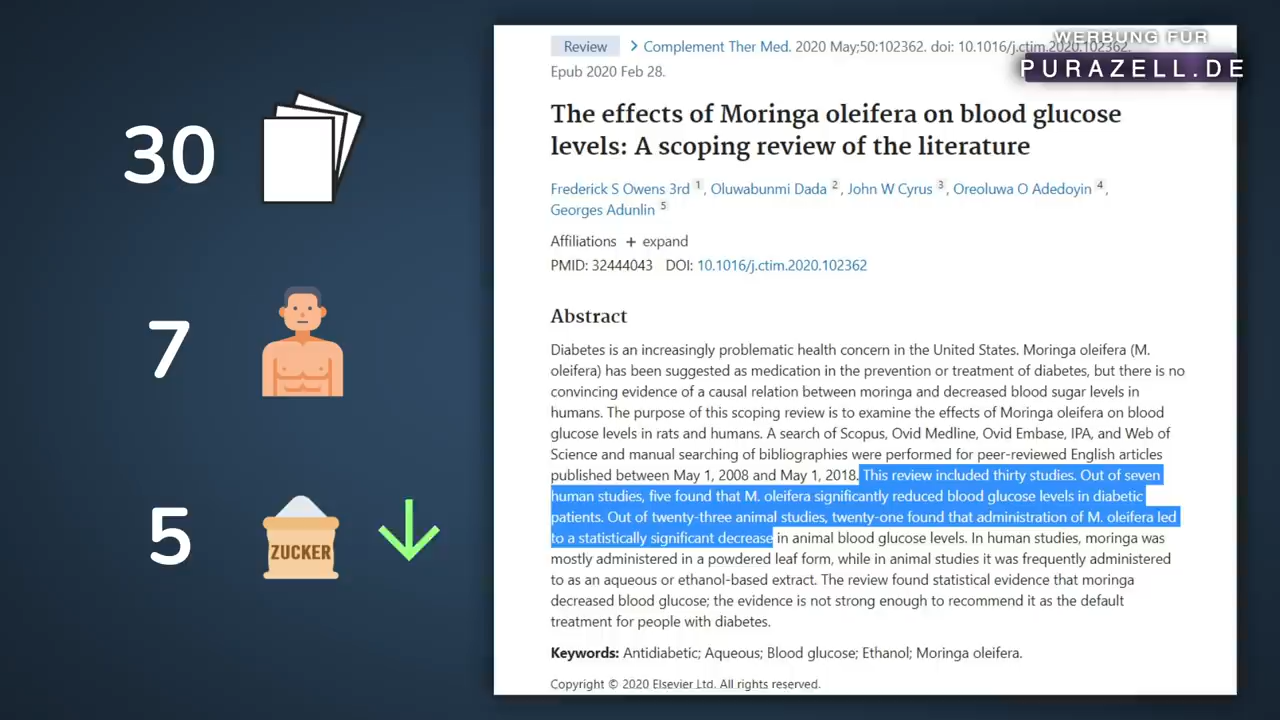 30
7
5
ZUCKER
WERBUNG FÜR
PURAZELL.DE
Review > Complement Ther Med. 2020 May;50:102362. doi: 10.1016/j.ctim.2020.102362.
Epub 2020 Feb 28.
The effects of Moringa oleifera on blood glucose
levels: A scoping review of the literature
Frederick S Owens 3rd 1, Oluwabunmi Dada 2, John W Cyrus 3, Oreoluwa O Adedoyin 4,
Georges Adunlin 5
Affiliations + expand
PMID: 32444043 DOI: 10.1016/j.ctim.2020.102362
Abstract
Diabetes is an increasingly problematic health concern in the United States. Moringa oleifera (M.
oleifera) has been suggested as medication in the prevention or treatment of diabetes, but there is no
convincing evidence of a causal relation between moringa and decreased blood sugar levels in
humans. The purpose of this scoping review is to examine the effects of Moringa oleifera on blood
glucose levels in rats and humans. A search of Scopus, Ovid Medline, Ovid Embase, IPA, and Web of
Science and manual searching of bibliographies were performed for peer-reviewed English articles
published between May 1, 2008 and May 1, 2018. This review included thirty studies. Out of seven
human studies, five found that M. oleifera significantly reduced blood glucose levels in diabetic
patients. Out of twenty-three animal studies, twenty-one found that administration of M. oleifera led
to a statistically significant decrease in animal blood glucose levels. In human studies, moringa was
mostly administered in a powdered leaf form, while in animal studies it was frequently administered
to as an aqueous or ethanol-based extract. The review found statistical evidence that moringa
decreased blood glucose; the evidence is not strong enough to recommend it as the default
treatment for people with diabetes.
Keywords: Antidiabetic; Aqueous; Blood glucose; Ethanol; Moringa oleifera.
Copyright © 2020 Elsevier Ltd. All rights reserved.